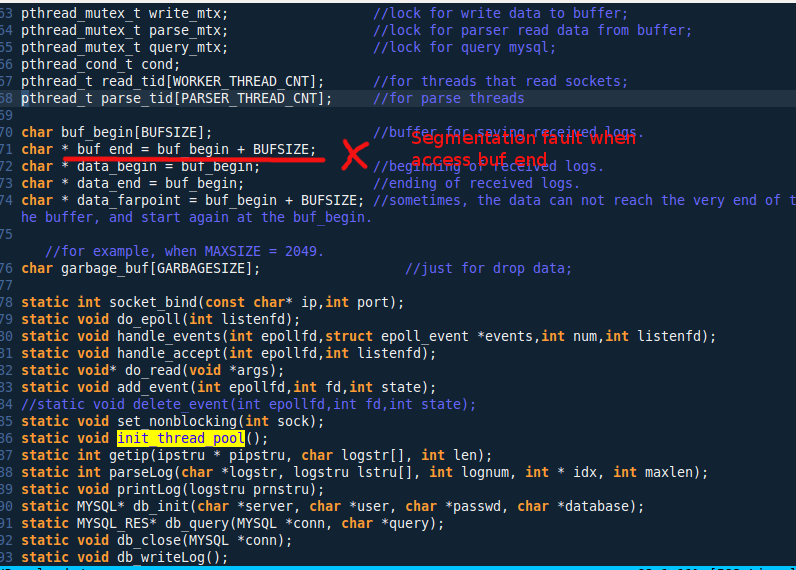 63 pthread_mutex_t write_mtx; //lock for write data to buffer;
64 pthread_mutex_t parse_mtx; //lock for parser read data from buffer;
65 pthread_mutex_t query_mtx; //lock for query mysql;
66 pthread_cond_t cond;
67 pthread_t read_tid[WORKER_THREAD_CNT]; //for threads that read sockets;
68 pthread_t parse_tid[PARSER_THREAD_CNT]; //for parse threads
69
70 char buf_begin[BUFSIZE]; //buffer for saving received logs.
Segmentation fault when
71 char * buf_end = buf_begin + BUFSIZE;
access buf_end
72 char * data_begin = buf_begin; //beginning of received logs.
73 char * data_end = buf_begin; //ending of received logs.
74 char * data_farpoint = buf_begin + BUFSIZE; //sometimes, the data can not reach the very end of t
he buffer, and start again at the buf_begin.
75
//for example, when MAXSIZE = 2049.
76 char garbage_buf[GARBAGESIZE]; //just for drop data;
77
78 static int socket_bind(const char* ip,int port);
79 static void do_epoll(int listenfd);
80 static void handle_events(int epollfd,struct epoll_event *events,int num,int listenfd);
81 static void handle_accept(int epollfd,int listenfd);
82 static void* do_read(void *args);
83 static void add_event(int epollfd,int fd,int state);
84 //static void delete_event(int epollfd,int fd,int state);
85 static void set_nonblocking(int sock);
86 static void init_thread_pool();
87 static int getip(ipstru * pipstru, char logstr[], int len);
88 static int parseLog(char *logstr, logstru lstru[], int lognum, int * idx, int maxlen);
89 static void printLog(logstru prnstru);
90 static MYSQL* db_init(char *server, char *user, char *passwd, char *database);
91 static MYSQL_RES* db_query(MYSQL *conn, char *query);
92 static void db_close(MYSQL *conn);
93 static void db_writeLog();